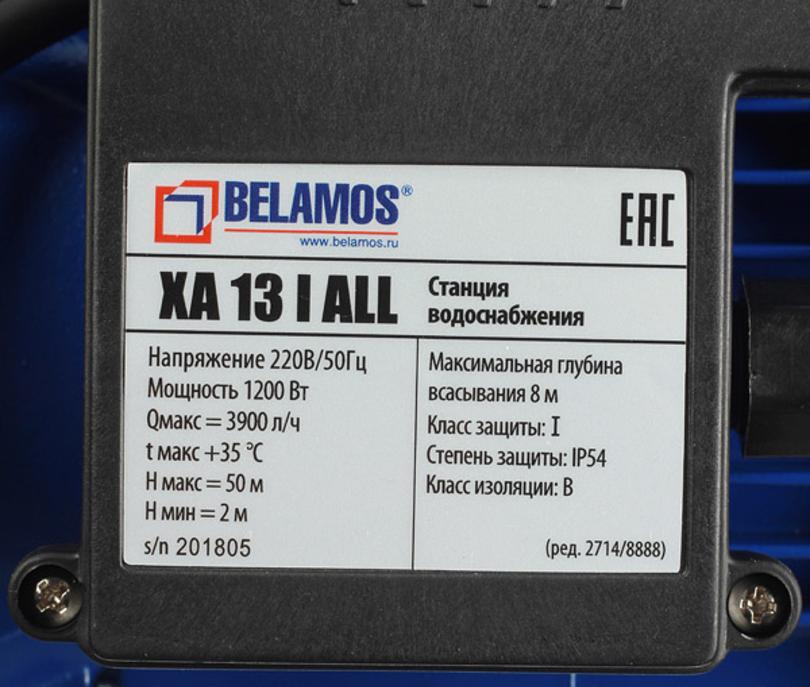 BELAMOS®
www.belamos.ru
EAC
XA 13 I ALL
Станция
водоснабжения
Напряжение 220В/50Гц
Мощность 1200 Вт
Qмакс = 3900 л/ч
t макс +35 °C
Н макс = 50 м
Н мин = 2 м
s/n 201805
Максимальная глубина
всасывания 8 м
Класс защиты: I
Степень защиты: IP54
Класс изоляции: В
(ред. 2714/8888)